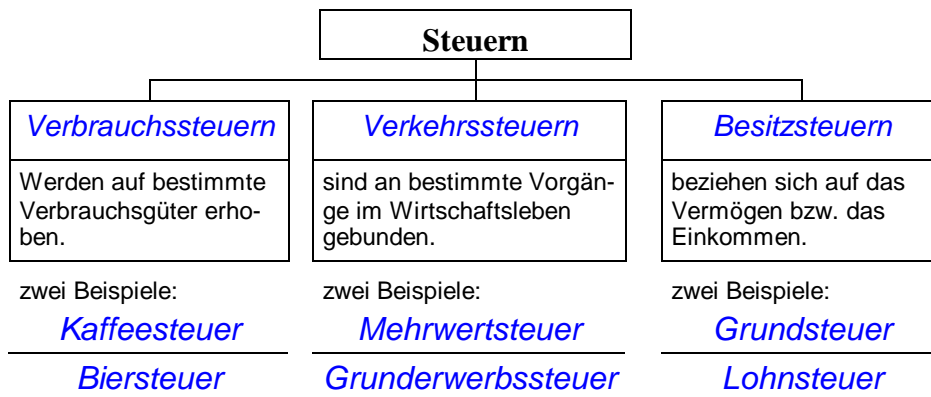 Steuern
Verbrauchssteuern
Werden auf bestimmte
Verbrauchsgüter erho-
ben.
zwei Beispiele:
Kaffeesteuer
Biersteuer
Verkehrssteuern
sind an bestimmte Vorgän-
ge im Wirtschaftsleben
gebunden.
zwei Beispiele:
Mehrwertsteuer
Grunderwerbssteuer
Besitzsteuern
beziehen sich auf das
Vermögen bzw. das
Einkommen.
zwei Beispiele:
Grundsteuer
Lohnsteuer